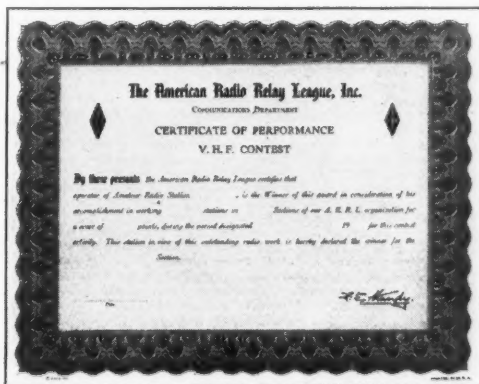 The American Radio Relay League, Inc.
COMMUNICATIONS DEPARTMENT
CERTIFICATE OF PERFORMANCE
V. H. F. CONTEST
By these presents the American Radio Relay League certifies that
operator of Amateur Radio Station , is the Winner of this award in consideration of his
accomplishment in working stations in Sections of our A. R. R. L. organization for
a score of points, during the period designated 19 for this contest
activity. This station in view of this outstanding radio work is hereby declared the winner for the
Section.